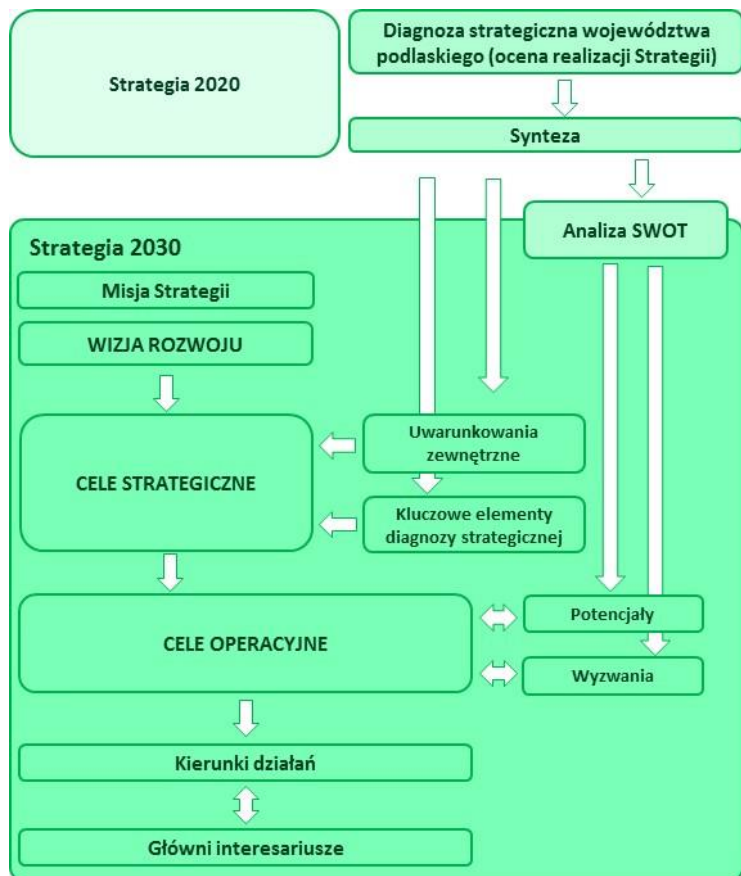 Strategia 2020
Diagnoza strategiczna województwa
podlaskiego (ocena realizacji Strategii)
Synteza
Analiza SWOT
Strategia 2030
Misja Strategii
WIZJA ROZWOJU
CELE STRATEGICZNE
Uwarunkowania
zewnętrzne
Kluczowe elementy
diagnozy strategicznej
CELE OPERACYJNE
Potencjały
Wyzwania
Kierunki działań
Główni interesariusze